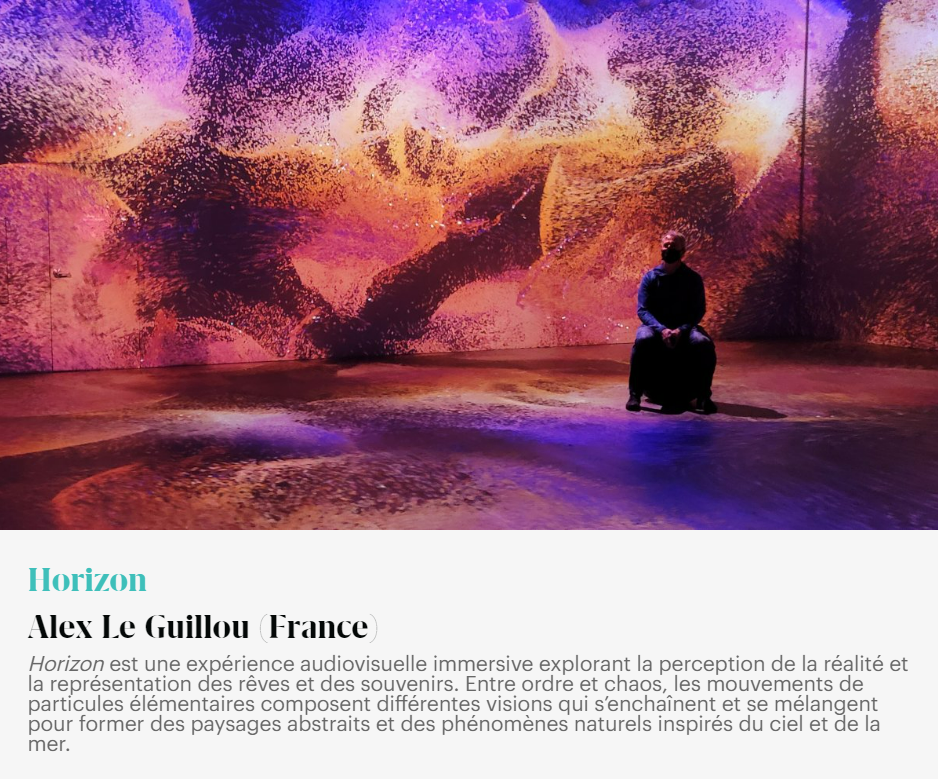 Horizon
Alex Le Guillou (France)
Horizon est une expérience audiovisuelle immersive explorant la perception de la réalité et
la représentation des rêves et des souvenirs. Entre ordre et chaos, les mouvements de
particules élémentaires composent différentes visions qui s’enchaînent et se mélangent
pour former des paysages abstraits et des phénomènes naturels inspirés du ciel et de la
mer.